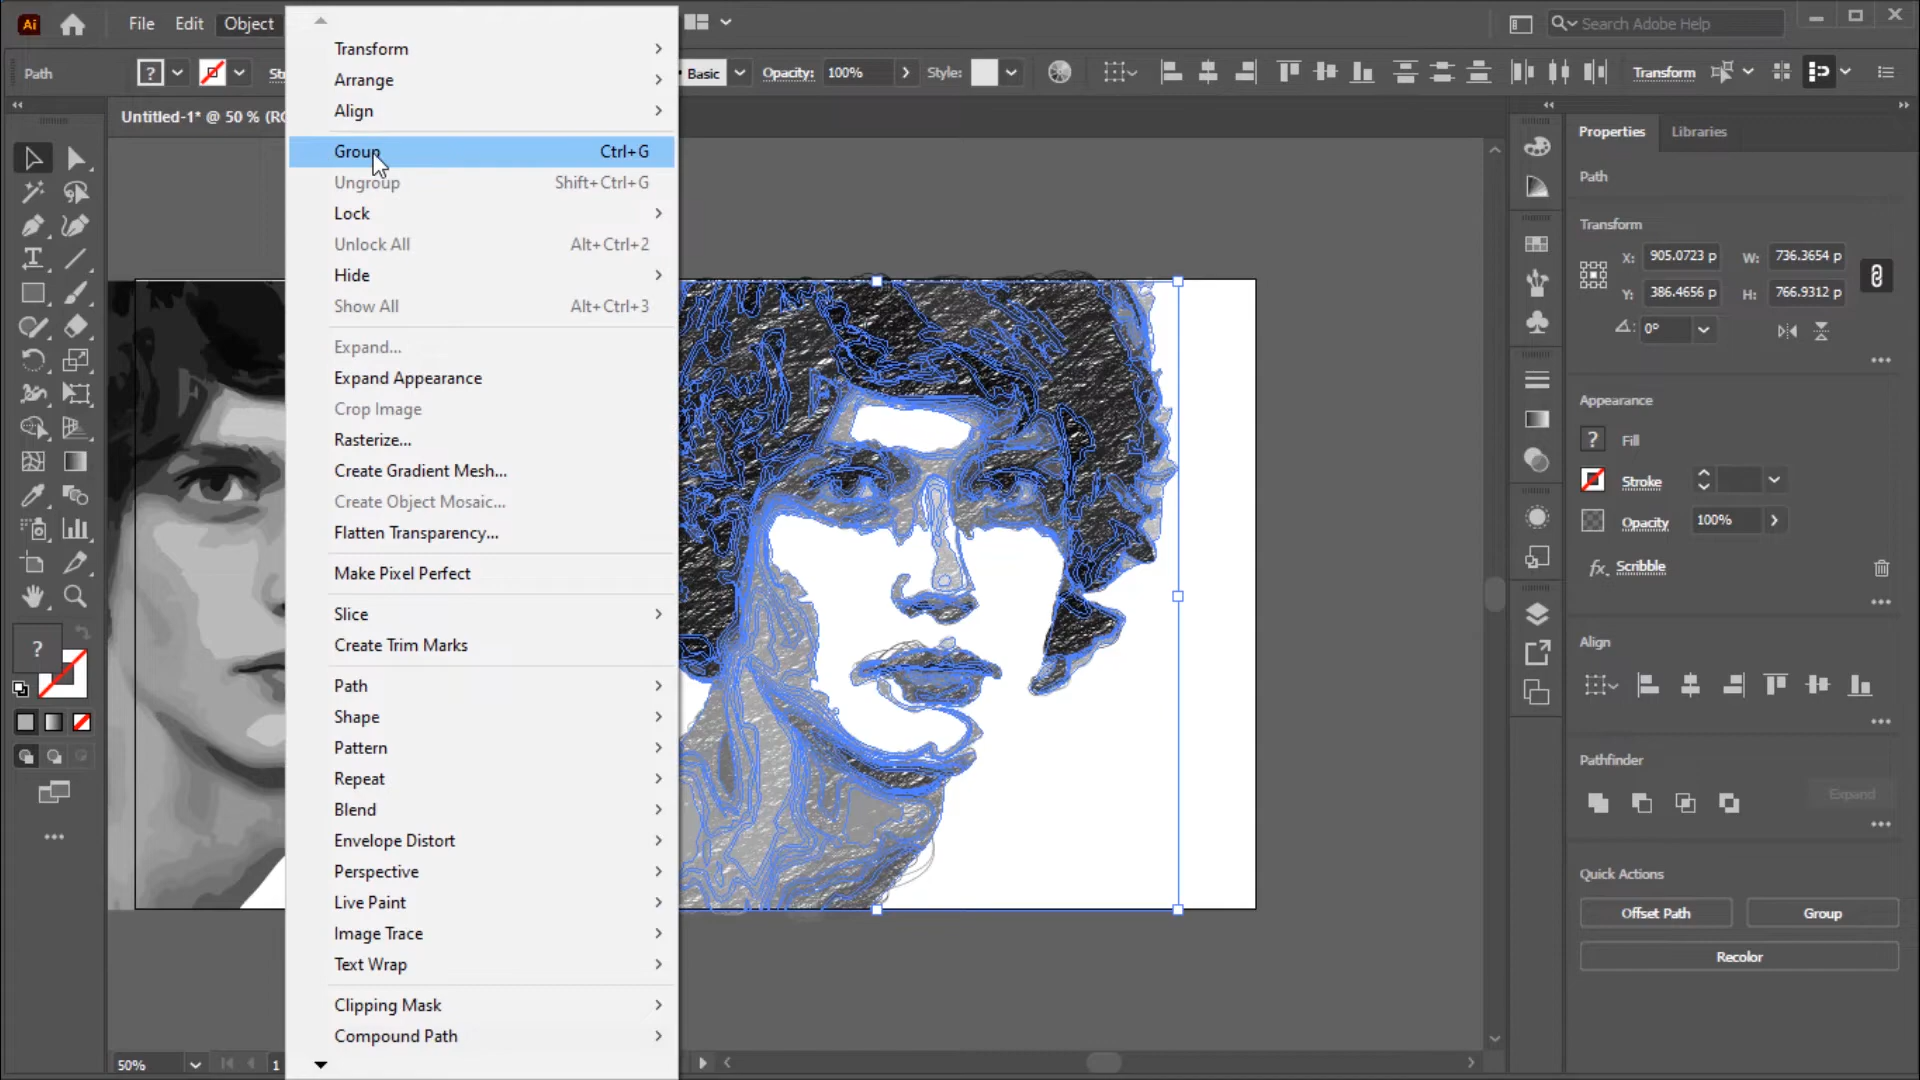 Ai File Edit Object Search Adobe Help
Path ? Basic Opacity: 100% Style: Transform
Untitled-1* @ 50 %
Transform
Arrange
Align
Group Ctrl+G
Ungroup Shift+Ctrl+G
Lock
Unlock All Alt+Ctrl+2
Hide
Show All Alt+Ctrl+3
Expand...
Expand Appearance
Crop Image
Rasterize...
Create Gradient Mesh...
Create Object Mosaic...
Flatten Transparency...
Make Pixel Perfect
Slice
Create Trim Marks
Path
Shape
Pattern
Repeat
Blend
Envelope Distort
Perspective
Live Paint
Image Trace
Text Wrap
Clipping Mask
Compound Path
?
50% 1
Properties Libraries
Path
Transform
X: 905.0723 p W: 736.3654 p
Y: 386.4656 p H: 766.9312 p
0°
Appearance
? Fill
Stroke
Opacity 100%
fx. Scribble
Align
Pathfinder
Expand
Quick Actions
Offset Path Group
Recolor